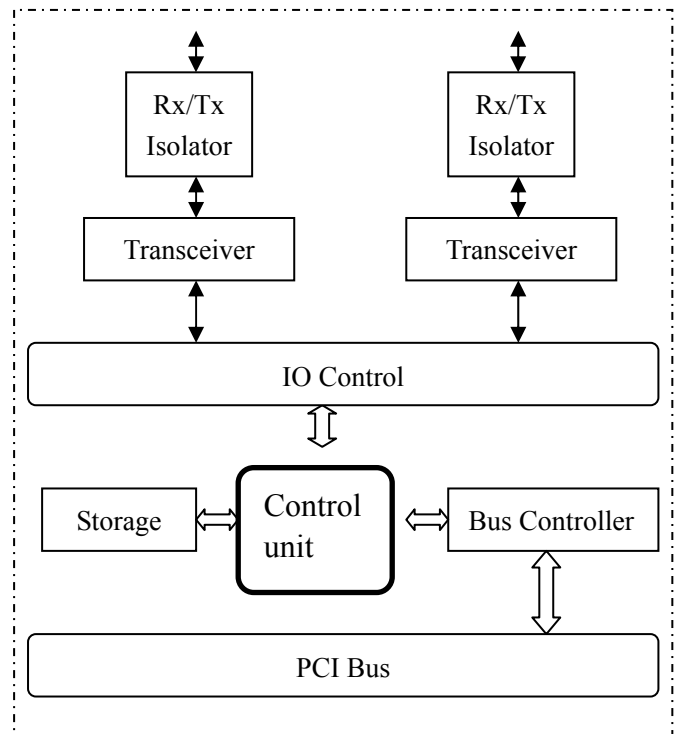 Rx/Tx
Isolator
Rx/Tx
Isolator
Transceiver
Transceiver
IO Control
Storage
Control
unit
Bus Controller
PCI Bus